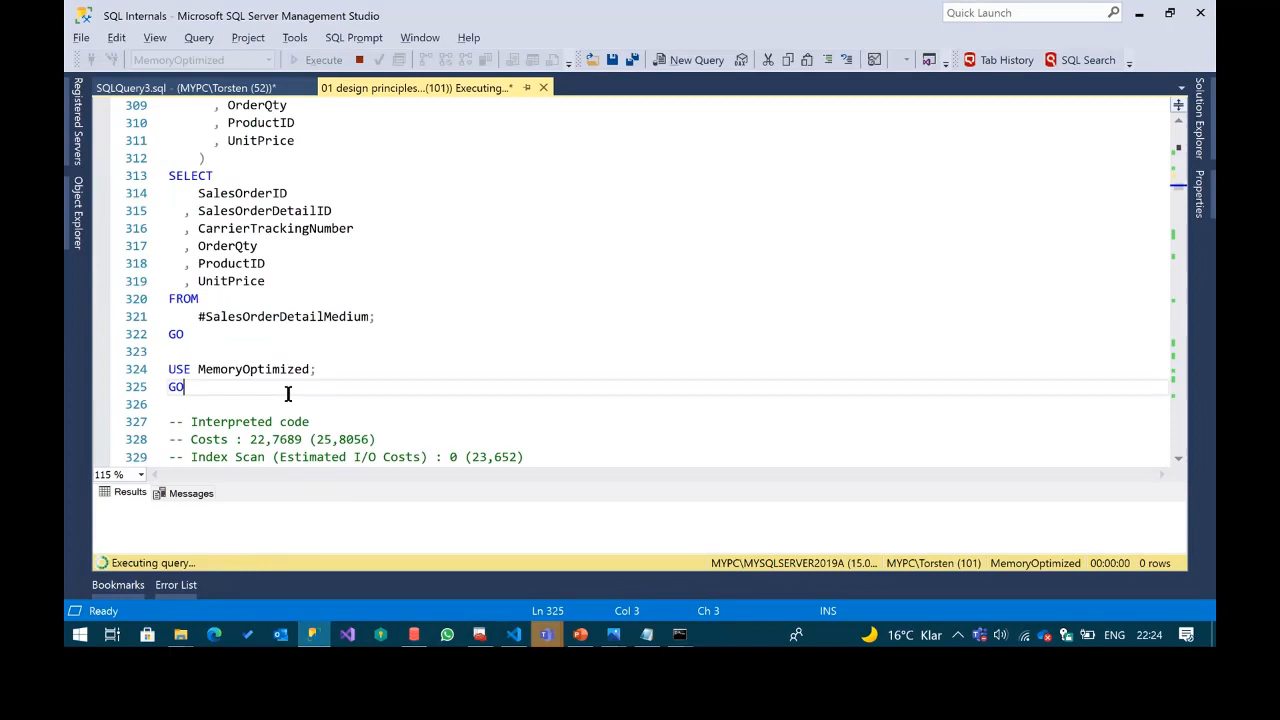 SQL Internals - Microsoft SQL Server Management Studio
Quick Launch
File Edit View Query Project Tools SQL Prompt Window Help
MemoryOptimized Execute New Query Tab History SQL Search
SQLQuery3.sql - (MYPC\Torsten (52))* 01 design principles...(101)) Executing...*
Registered Servers
Object Explorer
Solution Explorer
Properties
309 , OrderQty
310 , ProductID
311 , UnitPrice
312 )
313 SELECT
314 SalesOrderID
315 , SalesOrderDetailID
316 , CarrierTrackingNumber
317 , OrderQty
318 , ProductID
319 , UnitPrice
320 FROM
321 #SalesOrderDetailMedium;
322 GO
323
324 USE MemoryOptimized;
325 GO
326
327 -- Interpreted code
328 -- Costs : 22,7689 (25,8056)
329 -- Index Scan (Estimated I/O Costs) : 0 (23,652)
115 %
Results Messages
Executing query... MYPC\MYSQLSERVER2019A (15.0... MYPC\Torsten (101) MemoryOptimized 00:00:00 0 rows
Bookmarks Error List
Ready Ln 325 Col 3 Ch 3 INS
16°C Klar ENG 22:24